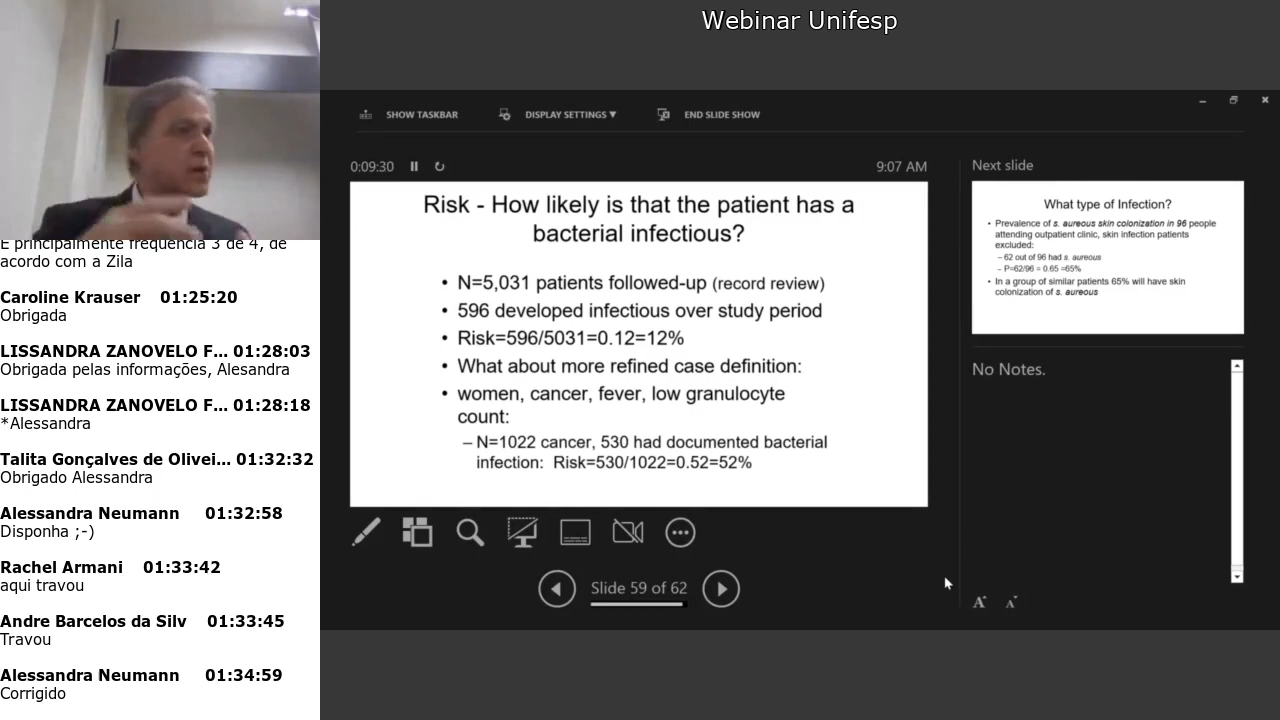 Webinar Unifesp
E principalmente frequência 3 de 4, de
acordo com a Zila
Caroline Krauser 01:25:20
Obrigada
LISSANDRA ZANOVELO F... 01:28:03
Obrigada pelas informações, Alesandra
LISSANDRA ZANOVELO F... 01:28:18
*Alessandra
Talita Gonçalves de Olivei... 01:32:32
Obrigado Alessandra
Alessandra Neumann 01:32:58
Disponha ;-)
Rachel Armani 01:33:42
aqui travou
Andre Barcelos da Silv 01:33:45
Travou
Alessandra Neumann 01:34:59
Corrigido
SHOW TASKBAR DISPLAY SETTINGS ▼ END SLIDE SHOW
0:09:30 9:07 AM
Risk - How likely is that the patient has a
bacterial infectious?
• N=5,031 patients followed-up (record review)
• 596 developed infectious over study period
• Risk=596/5031=0.12=12%
• What about more refined case definition:
• women, cancer, fever, low granulocyte
count:
– N=1022 cancer, 530 had documented bacterial
infection: Risk=530/1022=0.52=52%
Slide 59 of 62
Next slide
What type of Infection?
• Prevalence of s. aureous skin colonization in 96 people
attending outpatient clinic, skin infection patients
excluded:
– 62 out of 96 had s. aureous
– P=62/96 = 0.65 =65%
• In a group of similar patients 65% will have skin
colonization of s. aureous
No Notes.
A A